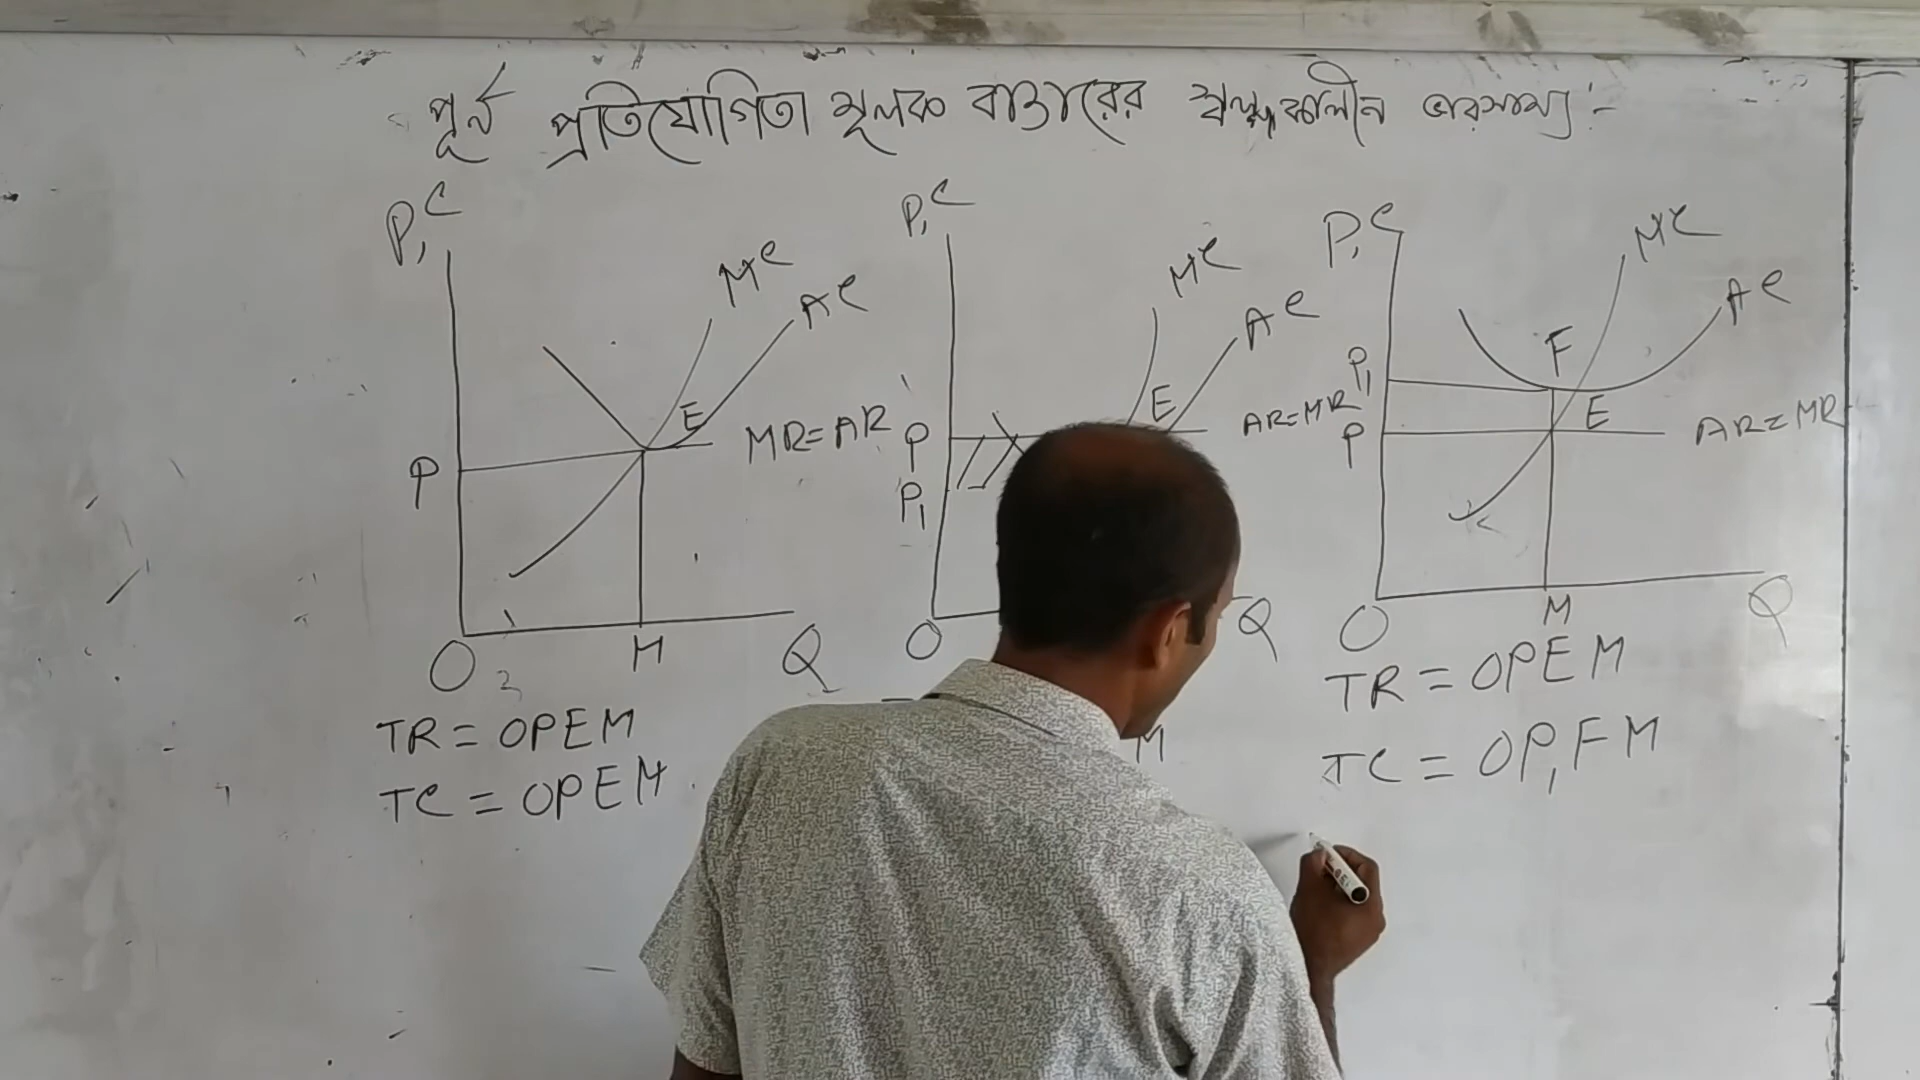 পূর্ন প্রতিযোগিতা মূলক বাজারের স্বল্পকালীন ভারসাম্য :-
P,C
MC
AC
E
MR=AR
P
O
M
Q
TR = OPEM
TC = OPEM
P,C
MC
AC
E
AR=MR
P
P1
O
Q
M
P,C
MC
AC
F
P1
E
AR=MR
P
O
M
Q
TR = OPEM
TC = OP1FM